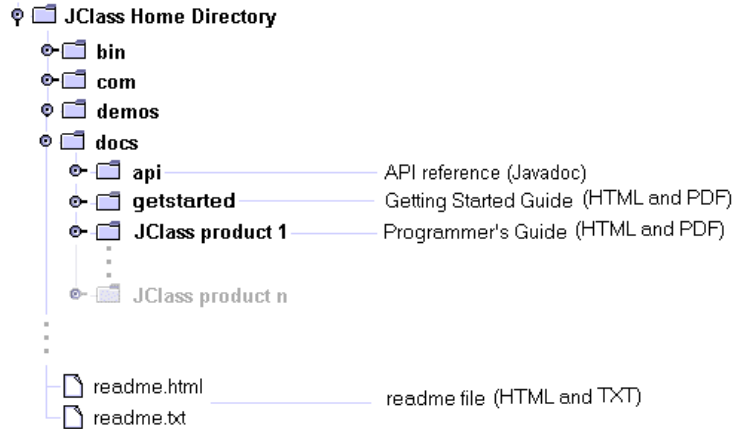 JClass Home Directory
bin
com
demos
docs
api API reference (Javadoc)
getstarted Getting Started Guide (HTML and PDF)
JClass product 1 Programmer's Guide (HTML and PDF)
JClass product n
readme.html
readme file (HTML and TXT)
readme.txt